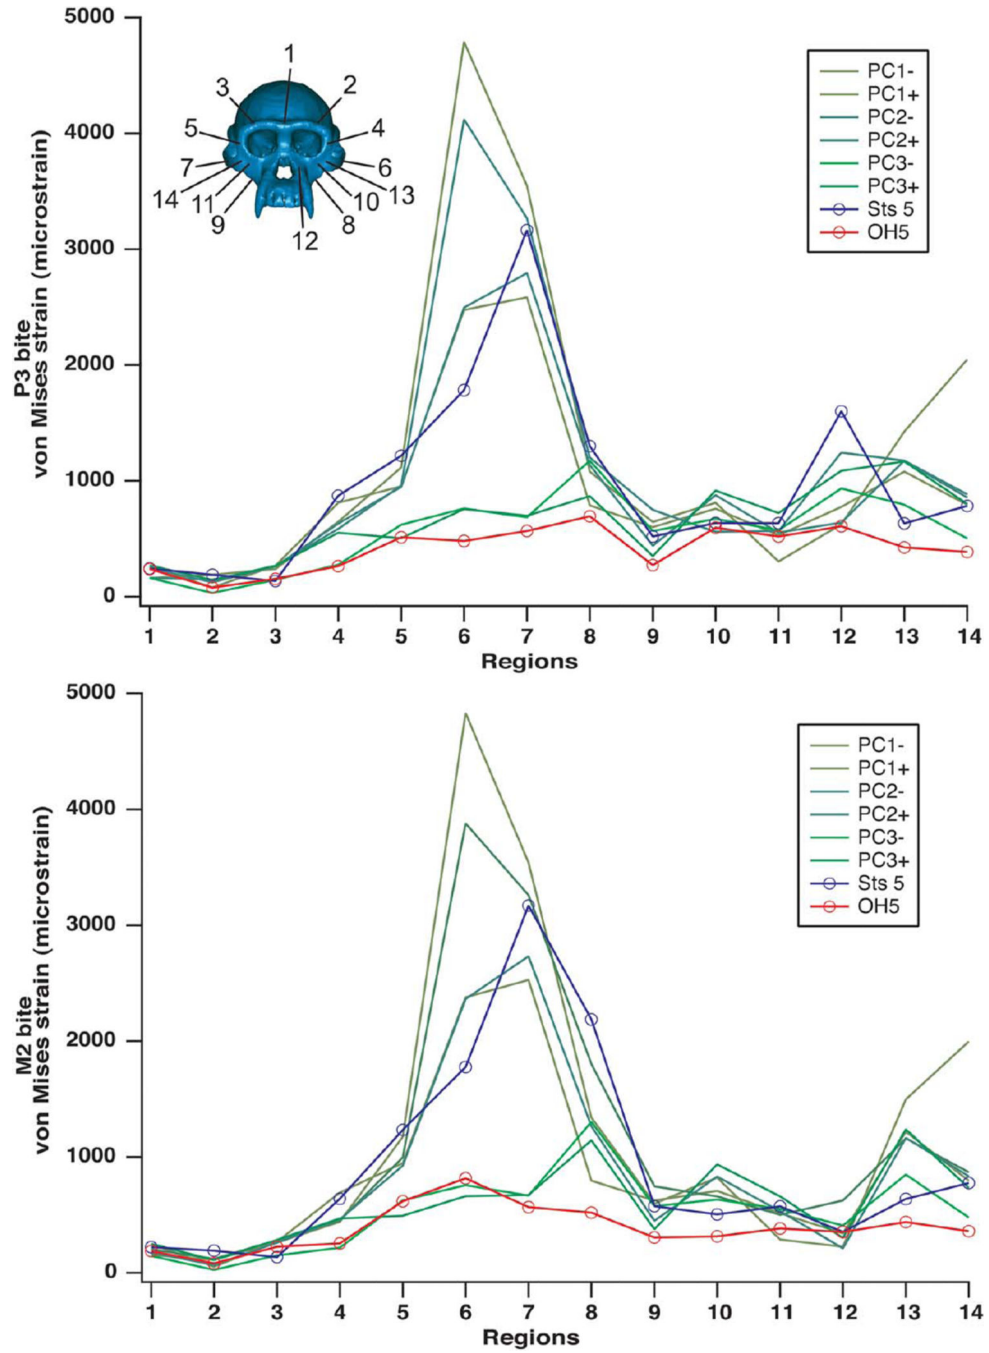 5000
4000
3000
2000
1000
0
P3 bite
von Mises strain (microstrain)
1
3
2
5
4
7
6
14
13
11
10
9
8
12
PC1-
PC1+
PC2-
PC2+
PC3-
PC3+
Sts 5
OH5
1 2 3 4 5 6 7 8 9 10 11 12 13 14
Regions
5000
4000
3000
2000
1000
0
M2 bite
von Mises strain (microstrain)
PC1-
PC1+
PC2-
PC2+
PC3-
PC3+
Sts 5
OH5
1 2 3 4 5 6 7 8 9 10 11 12 13 14
Regions